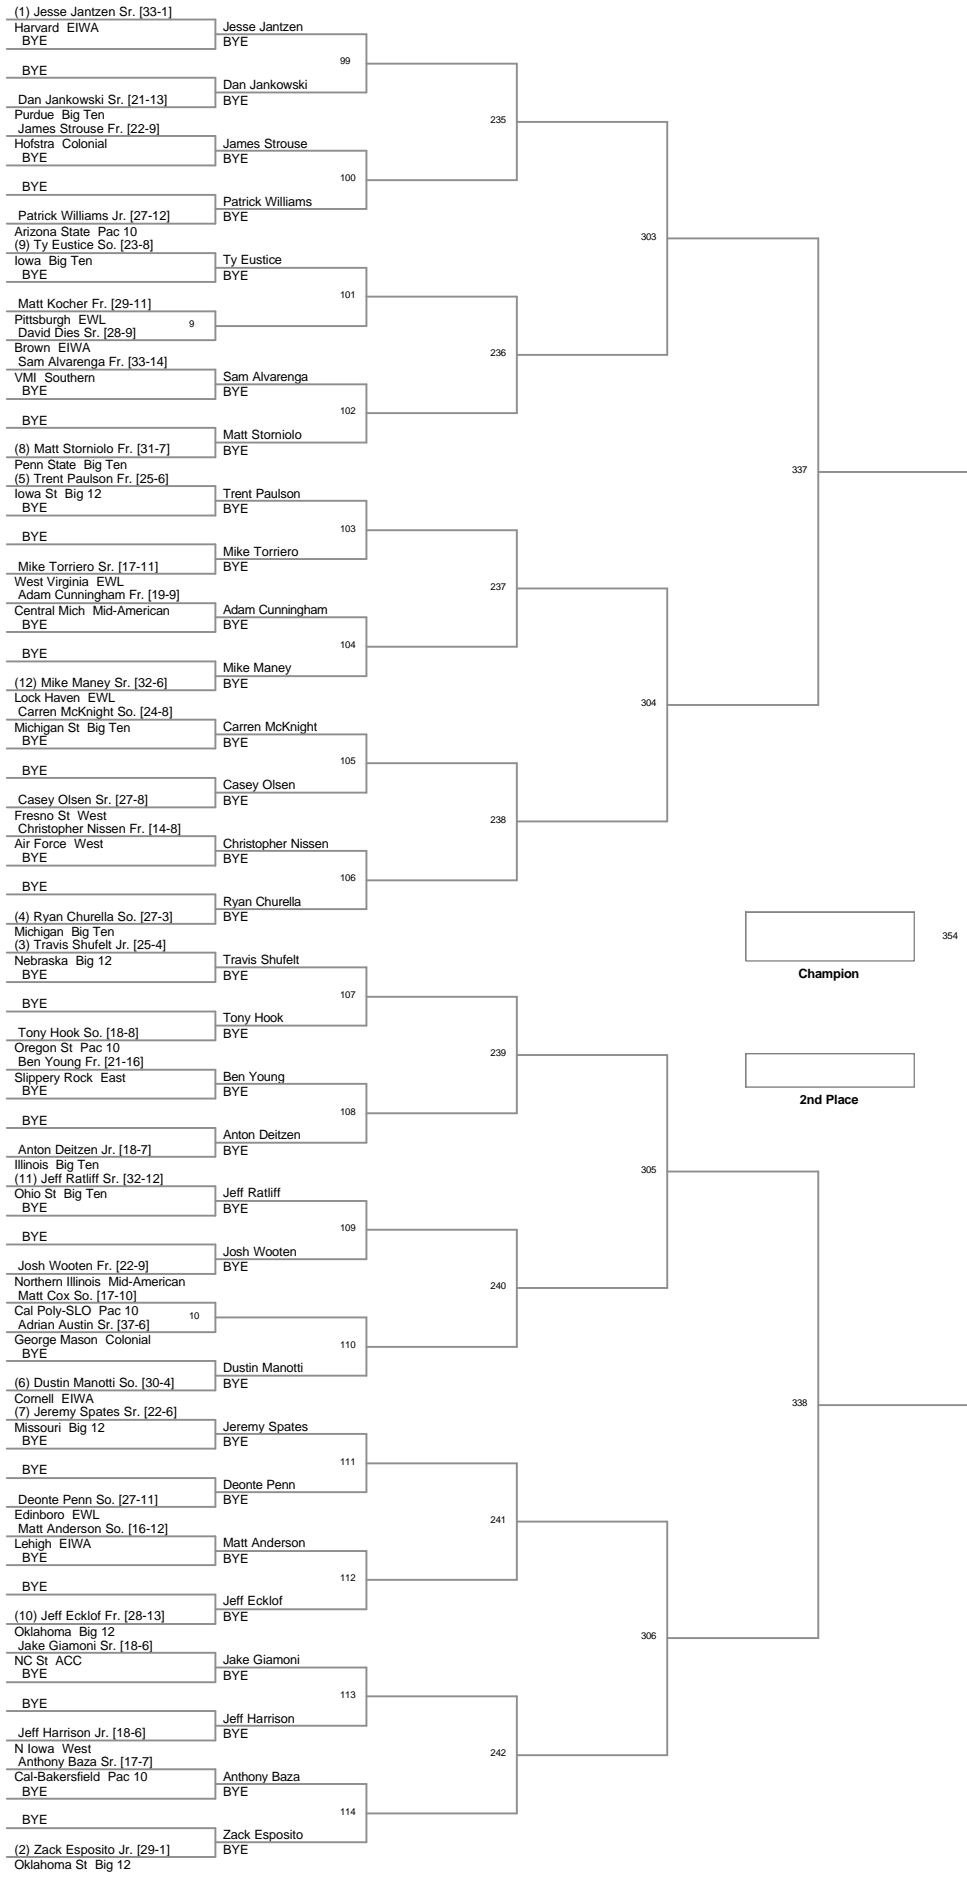 (1) Jesse Jantzen Sr. [33-1]
Harvard EIWA
BYE
Jesse Jantzen
BYE
99
BYE
Dan Jankowski Sr. [21-13]
Purdue Big Ten
Dan Jankowski
BYE
235
James Strouse Fr. [22-9]
Hofstra Colonial
BYE
James Strouse
BYE
100
BYE
Patrick Williams Jr. [27-12]
Arizona State Pac 10
Patrick Williams
BYE
303
(9) Ty Eustice So. [23-8]
Iowa Big Ten
BYE
Ty Eustice
BYE
101
Matt Kocher Fr. [29-11]
Pittsburgh EWL
9
David Dies Sr. [28-9]
Brown EIWA
236
Sam Alvarenga Fr. [33-14]
VMI Southern
BYE
Sam Alvarenga
BYE
102
BYE
(8) Matt Storniolo Fr. [31-7]
Penn State Big Ten
Matt Storniolo
BYE
337
(5) Trent Paulson Fr. [25-6]
Iowa St Big 12
BYE
Trent Paulson
BYE
103
BYE
Mike Torriero Sr. [17-11]
West Virginia EWL
Mike Torriero
BYE
237
Adam Cunningham Fr. [19-9]
Central Mich Mid-American
BYE
Adam Cunningham
BYE
104
BYE
(12) Mike Maney Sr. [32-6]
Lock Haven EWL
Mike Maney
BYE
304
Carren McKnight So. [24-8]
Michigan St Big Ten
BYE
Carren McKnight
BYE
105
BYE
Casey Olsen Sr. [27-8]
Fresno St West
Casey Olsen
BYE
238
Christopher Nissen Fr. [14-8]
Air Force West
BYE
Christopher Nissen
BYE
106
BYE
(4) Ryan Churella So. [27-3]
Michigan Big Ten
Ryan Churella
BYE
354
Champion
(3) Travis Shufelt Jr. [25-4]
Nebraska Big 12
BYE
Travis Shufelt
BYE
107
BYE
Tony Hook So. [18-8]
Oregon St Pac 10
Tony Hook
BYE
239
2nd Place
Ben Young Fr. [21-16]
Slippery Rock East
BYE
Ben Young
BYE
108
BYE
Anton Deitzen Jr. [18-7]
Illinois Big Ten
Anton Deitzen
BYE
305
(11) Jeff Ratliff Sr. [32-12]
Ohio St Big Ten
BYE
Jeff Ratliff
BYE
109
BYE
Josh Wooten Fr. [22-9]
Northern Illinois Mid-American
Josh Wooten
BYE
240
Matt Cox So. [17-10]
Cal Poly-SLO Pac 10
10
Adrian Austin Sr. [37-6]
George Mason Colonial
110
BYE
(6) Dustin Manotti So. [30-4]
Cornell EIWA
Dustin Manotti
BYE
338
(7) Jeremy Spates Sr. [22-6]
Missouri Big 12
BYE
Jeremy Spates
BYE
111
BYE
Deonte Penn So. [27-11]
Edinboro EWL
Deonte Penn
BYE
241
Matt Anderson So. [16-12]
Lehigh EIWA
BYE
Matt Anderson
BYE
112
BYE
(10) Jeff Ecklof Fr. [28-13]
Oklahoma Big 12
Jeff Ecklof
BYE
306
Jake Giamoni Sr. [18-6]
NC St ACC
BYE
Jake Giamoni
BYE
113
BYE
Jeff Harrison Jr. [18-6]
N Iowa West
Jeff Harrison
BYE
242
Anthony Baza Sr. [17-7]
Cal-Bakersfield Pac 10
BYE
Anthony Baza
BYE
114
BYE
(2) Zack Esposito Jr. [29-1]
Oklahoma St Big 12
Zack Esposito
BYE